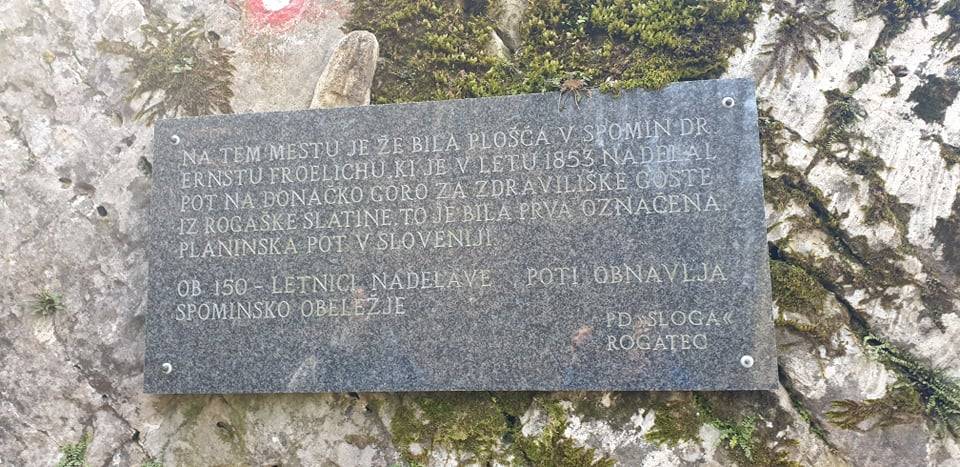 NA TEM MESTU JE ŽE BILA PLOŠČA V SPOMIN DR.
ERNSTU FROELICHU, KI JE V LETU 1853 NADELAL
POT NA DONAČKO GORO ZA ZDRAVILIŠKE GOSTE
IZ ROGAŠKE SLATINE. TO JE BILA PRVA OZNAČENA
PLANINSKA POT V SLOVENIJI.
OB 150 - LETNICI NADELAVE POTI OBNAVLJA
SPOMINSKO OBELEŽJE
PD »SLOGA«
ROGATEC